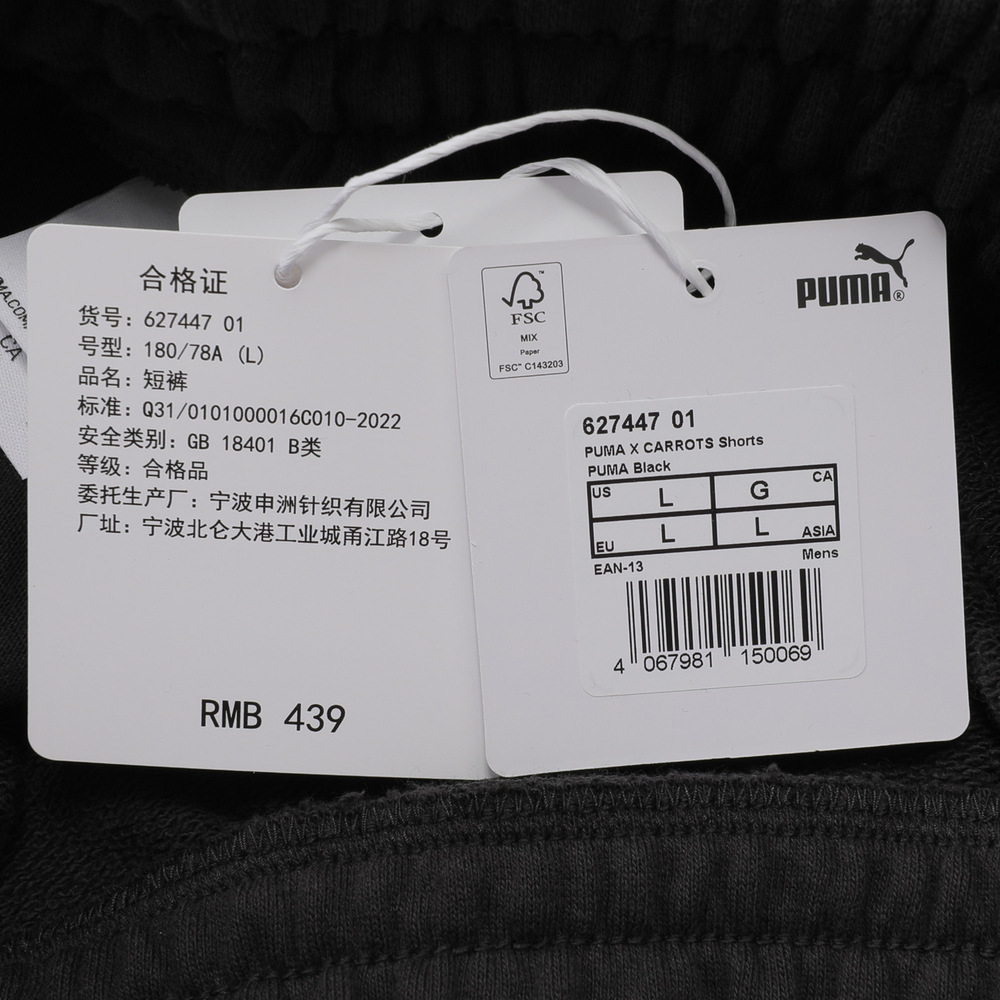 合格证
货号: 627447 01
号型: 180/78A (L)
品名: 短裤
标准: Q31/0101000016C010-2022
安全类别: GB 18401 B类
等级: 合格品
委托生产厂: 宁波申洲针织有限公司
厂址: 宁波北仑大港工业城甬江路18号
RMB 439
FSC
MIX
Paper
FSC™ C143203
PUMA®
627447 01
PUMA X CARROTS Shorts
PUMA Black
US L G CA
EU L L ASIA
EAN-13 Mens
4 067981 150069
CA